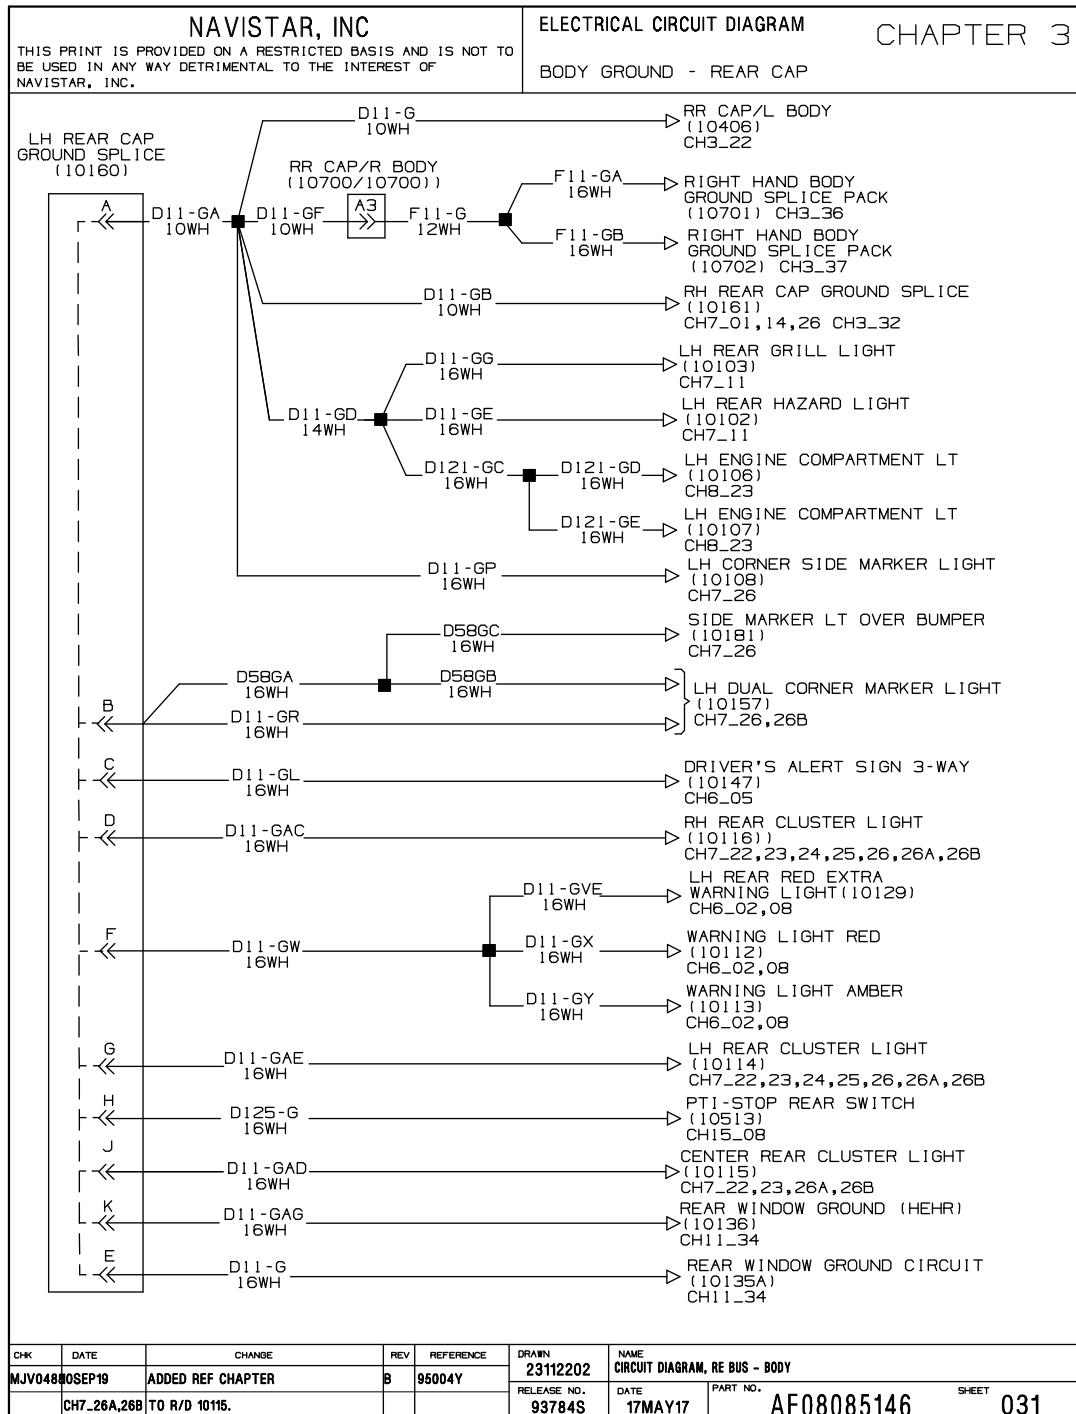 NAVISTAR, INC
THIS PRINT IS PROVIDED ON A RESTRICTED BASIS AND IS NOT TO
BE USED IN ANY WAY DETRIMENTAL TO THE INTEREST OF
NAVISTAR, INC.
ELECTRICAL CIRCUIT DIAGRAM
CHAPTER 3
BODY GROUND - REAR CAP
LH REAR CAP
GROUND SPLICE
(10160)
D11-G
10WH
RR CAP/L BODY
(10406)
CH3_22
A
D11-GA
10WH
D11-GF
10WH
RR CAP/R BODY
(10700/10700))
A3
F11-G
12WH
F11-GA
16WH
RIGHT HAND BODY
GROUND SPLICE PACK
(10701) CH3_36
F11-GB
16WH
RIGHT HAND BODY
GROUND SPLICE PACK
(10702) CH3_37
D11-GB
10WH
RH REAR CAP GROUND SPLICE
(10161)
CH7_01,14,26 CH3_32
D11-GG
16WH
LH REAR GRILL LIGHT
(10103)
CH7_11
D11-GD
14WH
D11-GE
16WH
LH REAR HAZARD LIGHT
(10102)
CH7_11
D121-GC
16WH
D121-GD
16WH
LH ENGINE COMPARTMENT LT
(10106)
CH8_23
D121-GE
16WH
LH ENGINE COMPARTMENT LT
(10107)
CH8_23
D11-GP
16WH
LH CORNER SIDE MARKER LIGHT
(10108)
CH7_26
D58GC
16WH
SIDE MARKER LT OVER BUMPER
(10181)
CH7_26
D58GA
16WH
D58GB
16WH
LH DUAL CORNER MARKER LIGHT
(10157)
CH7_26,26B
B
D11-GR
16WH
C
D11-GL
16WH
DRIVER'S ALERT SIGN 3-WAY
(10147)
CH6_05
D
D11-GAC
16WH
RH REAR CLUSTER LIGHT
(10116))
CH7_22,23,24,25,26,26A,26B
D11-GVE
16WH
LH REAR RED EXTRA
WARNING LIGHT(10129)
CH6_02,08
F
D11-GW
16WH
D11-GX
16WH
WARNING LIGHT RED
(10112)
CH6_02,08
D11-GY
16WH
WARNING LIGHT AMBER
(10113)
CH6_02,08
G
D11-GAE
16WH
LH REAR CLUSTER LIGHT
(10114)
CH7_22,23,24,25,26,26A,26B
H
D125-G
16WH
PTI-STOP REAR SWITCH
(10513)
CH15_08
J
D11-GAD
16WH
CENTER REAR CLUSTER LIGHT
(10115)
CH7_22,23,26A,26B
K
D11-GAG
16WH
REAR WINDOW GROUND (HEHR)
(10136)
CH11_34
E
D11-G
16WH
REAR WINDOW GROUND CIRCUIT
(10135A)
CH11_34
CHK DATE CHANGE REV REFERENCE
ADDED REF CHAPTER B 95004Y
CH7_26A,26B TO R/D 10115.
DRAWN
23112202
NAME
CIRCUIT DIAGRAM, RE BUS - BODY
RELEASE NO.
93784S
DATE
17MAY17
PART NO.
AF08085146
SHEET
031